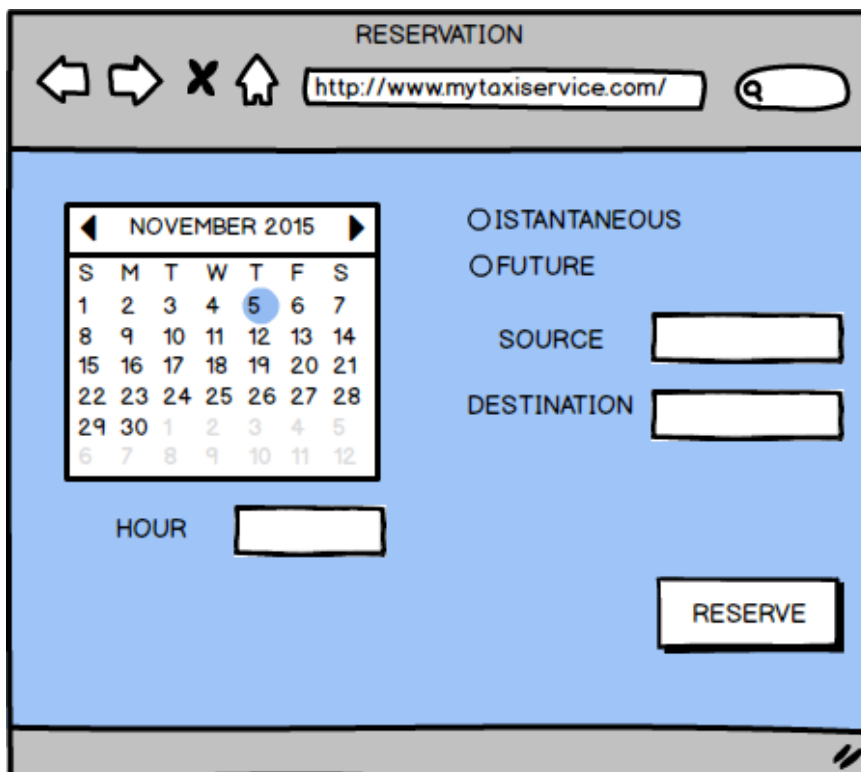 RESERVATION
http://www.mytaxiservice.com/
NOVEMBER 2015
S M T W T F S
1 2 3 4 5 6 7
8 9 10 11 12 13 14
15 16 17 18 19 20 21
22 23 24 25 26 27 28
29 30 1 2 3 4 5
6 7 8 9 10 11 12
HOUR
ISTANTANEOUS
FUTURE
SOURCE
DESTINATION
RESERVE